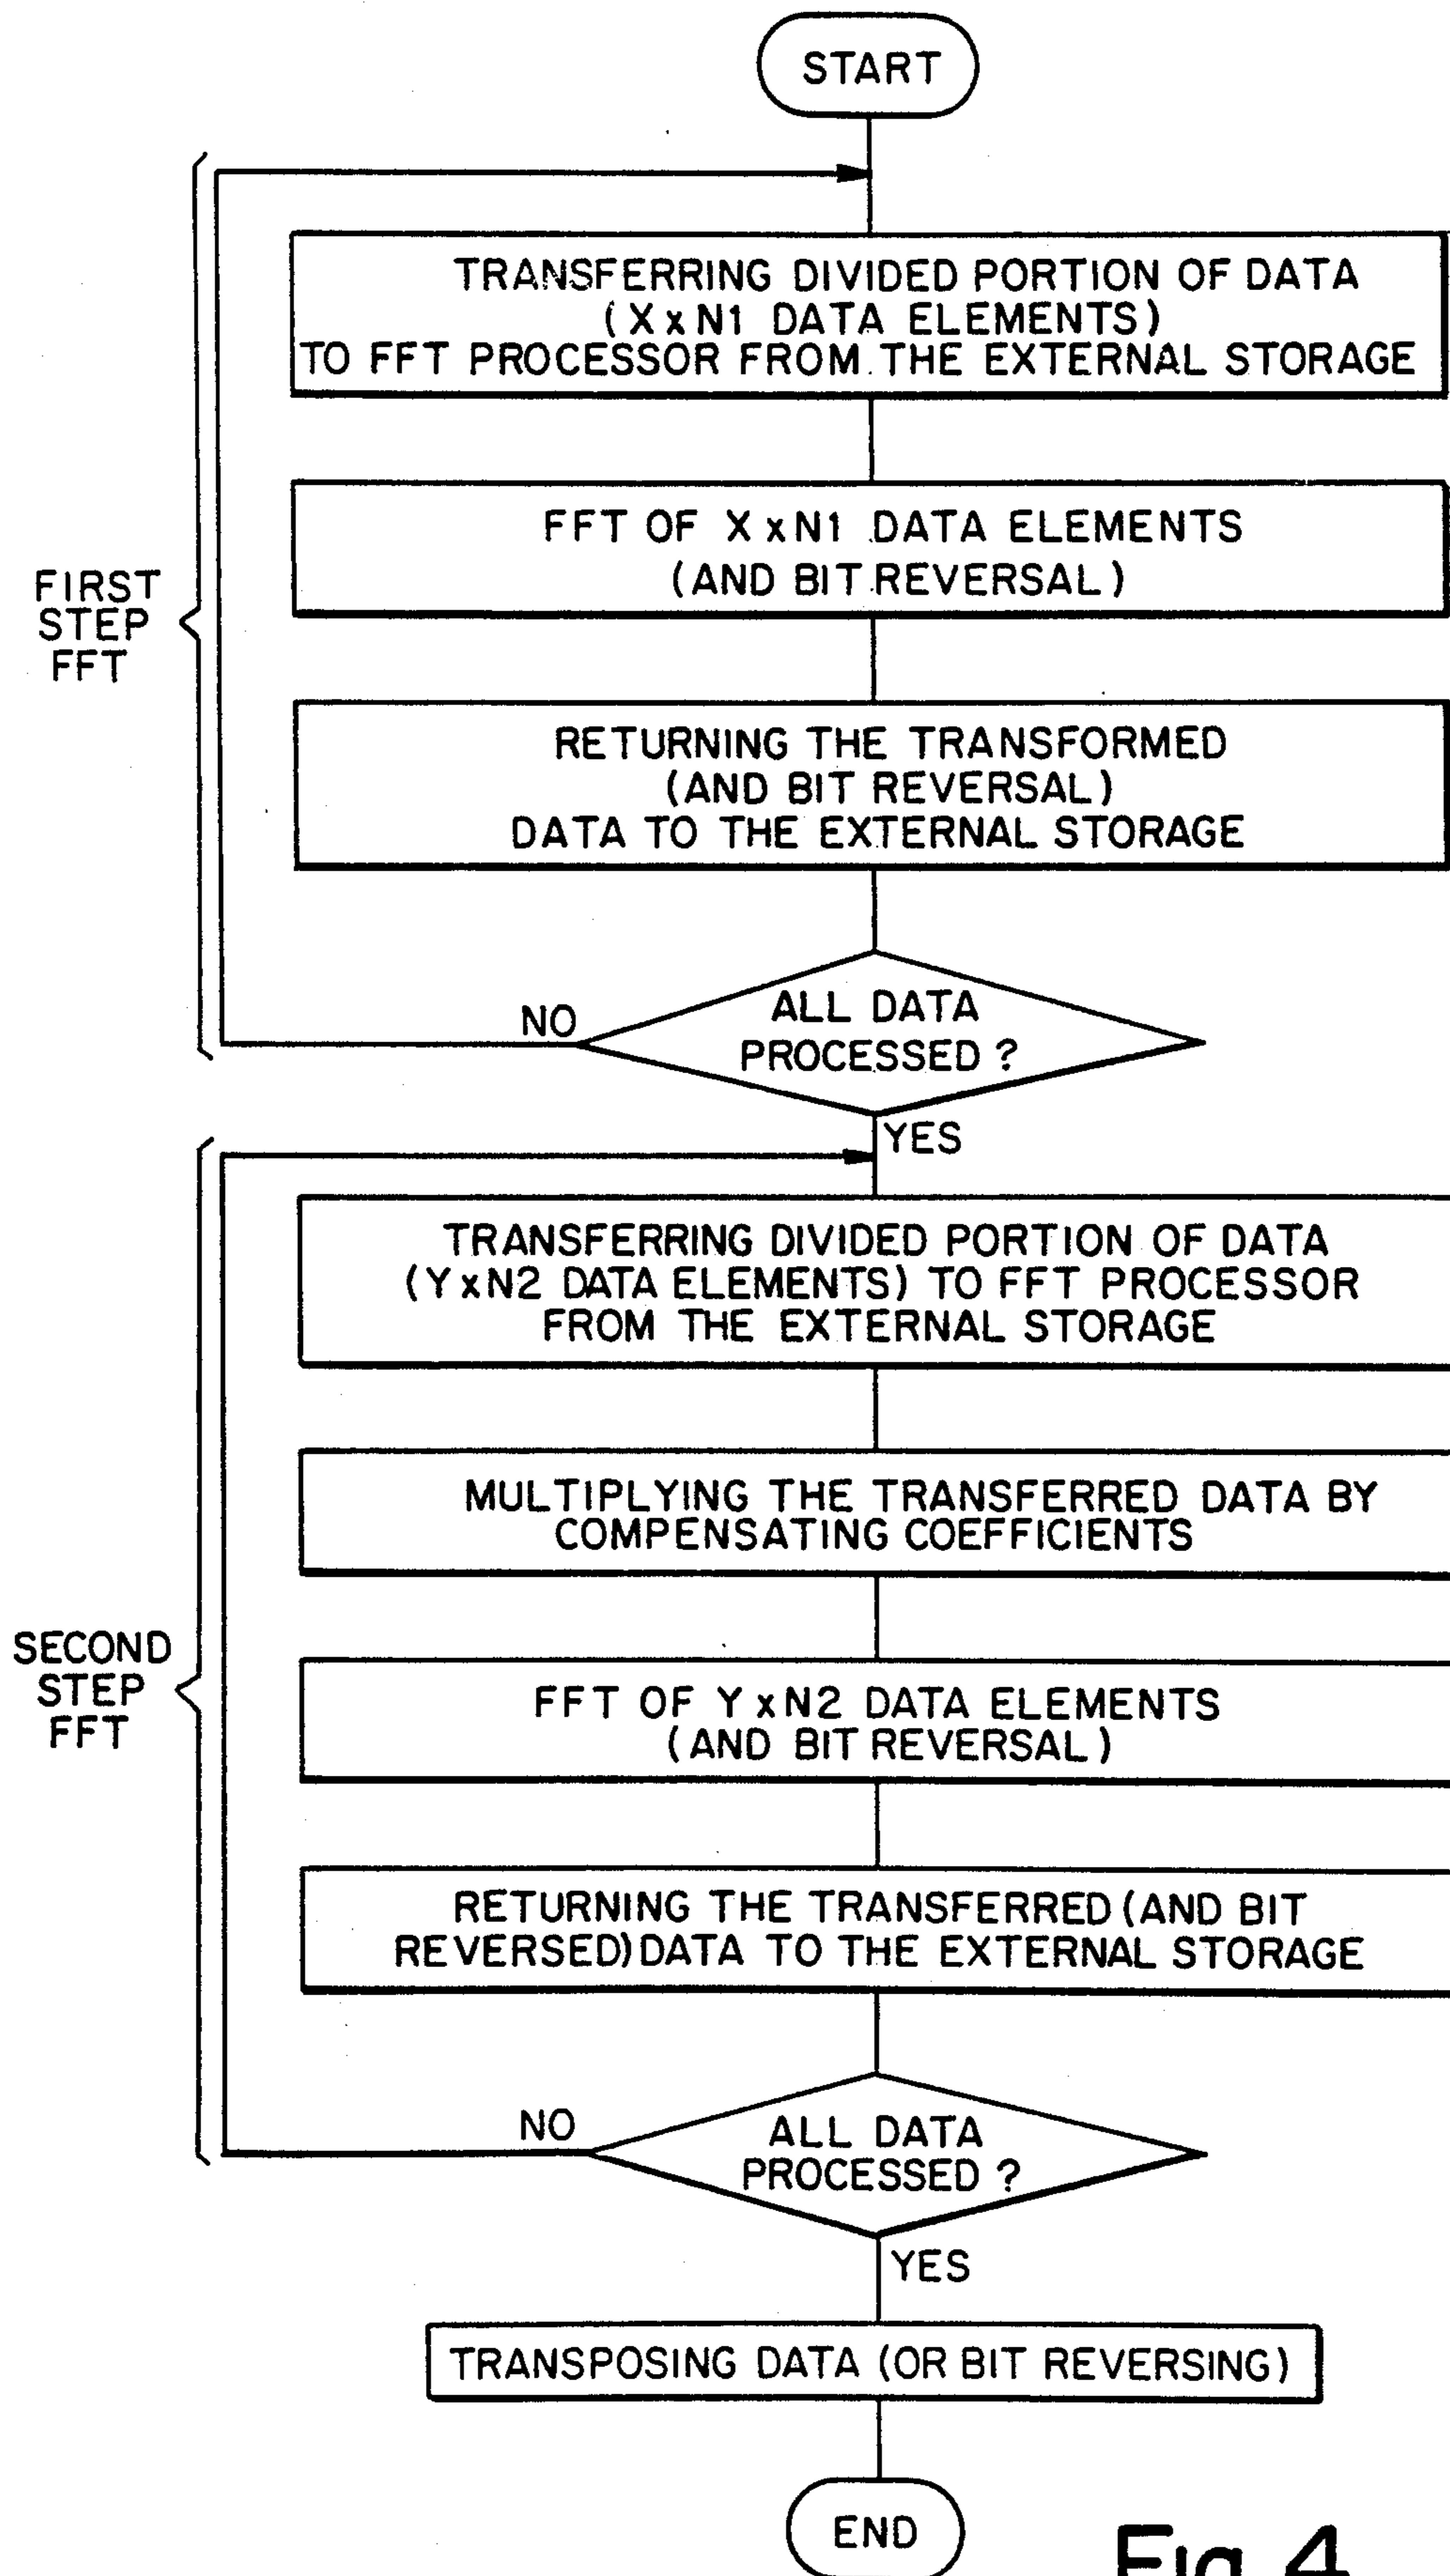 START
TRANSFERRING DIVIDED PORTION OF DATA
(X x N1 DATA ELEMENTS)
TO FFT PROCESSOR FROM THE EXTERNAL STORAGE
FFT OF X x N1 DATA ELEMENTS
(AND BIT REVERSAL)
FIRST
STEP
FFT
RETURNING THE TRANSFORMED
(AND BIT REVERSAL)
DATA TO THE EXTERNAL STORAGE
NO
ALL DATA
PROCESSED ?
YES
TRANSFERRING DIVIDED PORTION OF DATA
(Y x N2 DATA ELEMENTS) TO FFT PROCESSOR
FROM THE EXTERNAL STORAGE
MULTIPLYING THE TRANSFERRED DATA BY
COMPENSATING COEFFICIENTS
SECOND
STEP
FFT
FFT OF Y x N2 DATA ELEMENTS
(AND BIT REVERSAL)
RETURNING THE TRANSFERRED (AND BIT
REVERSED) DATA TO THE EXTERNAL STORAGE
NO
ALL DATA
PROCESSED ?
YES
TRANSPOSING DATA (OR BIT REVERSING)
END
Fig. 4